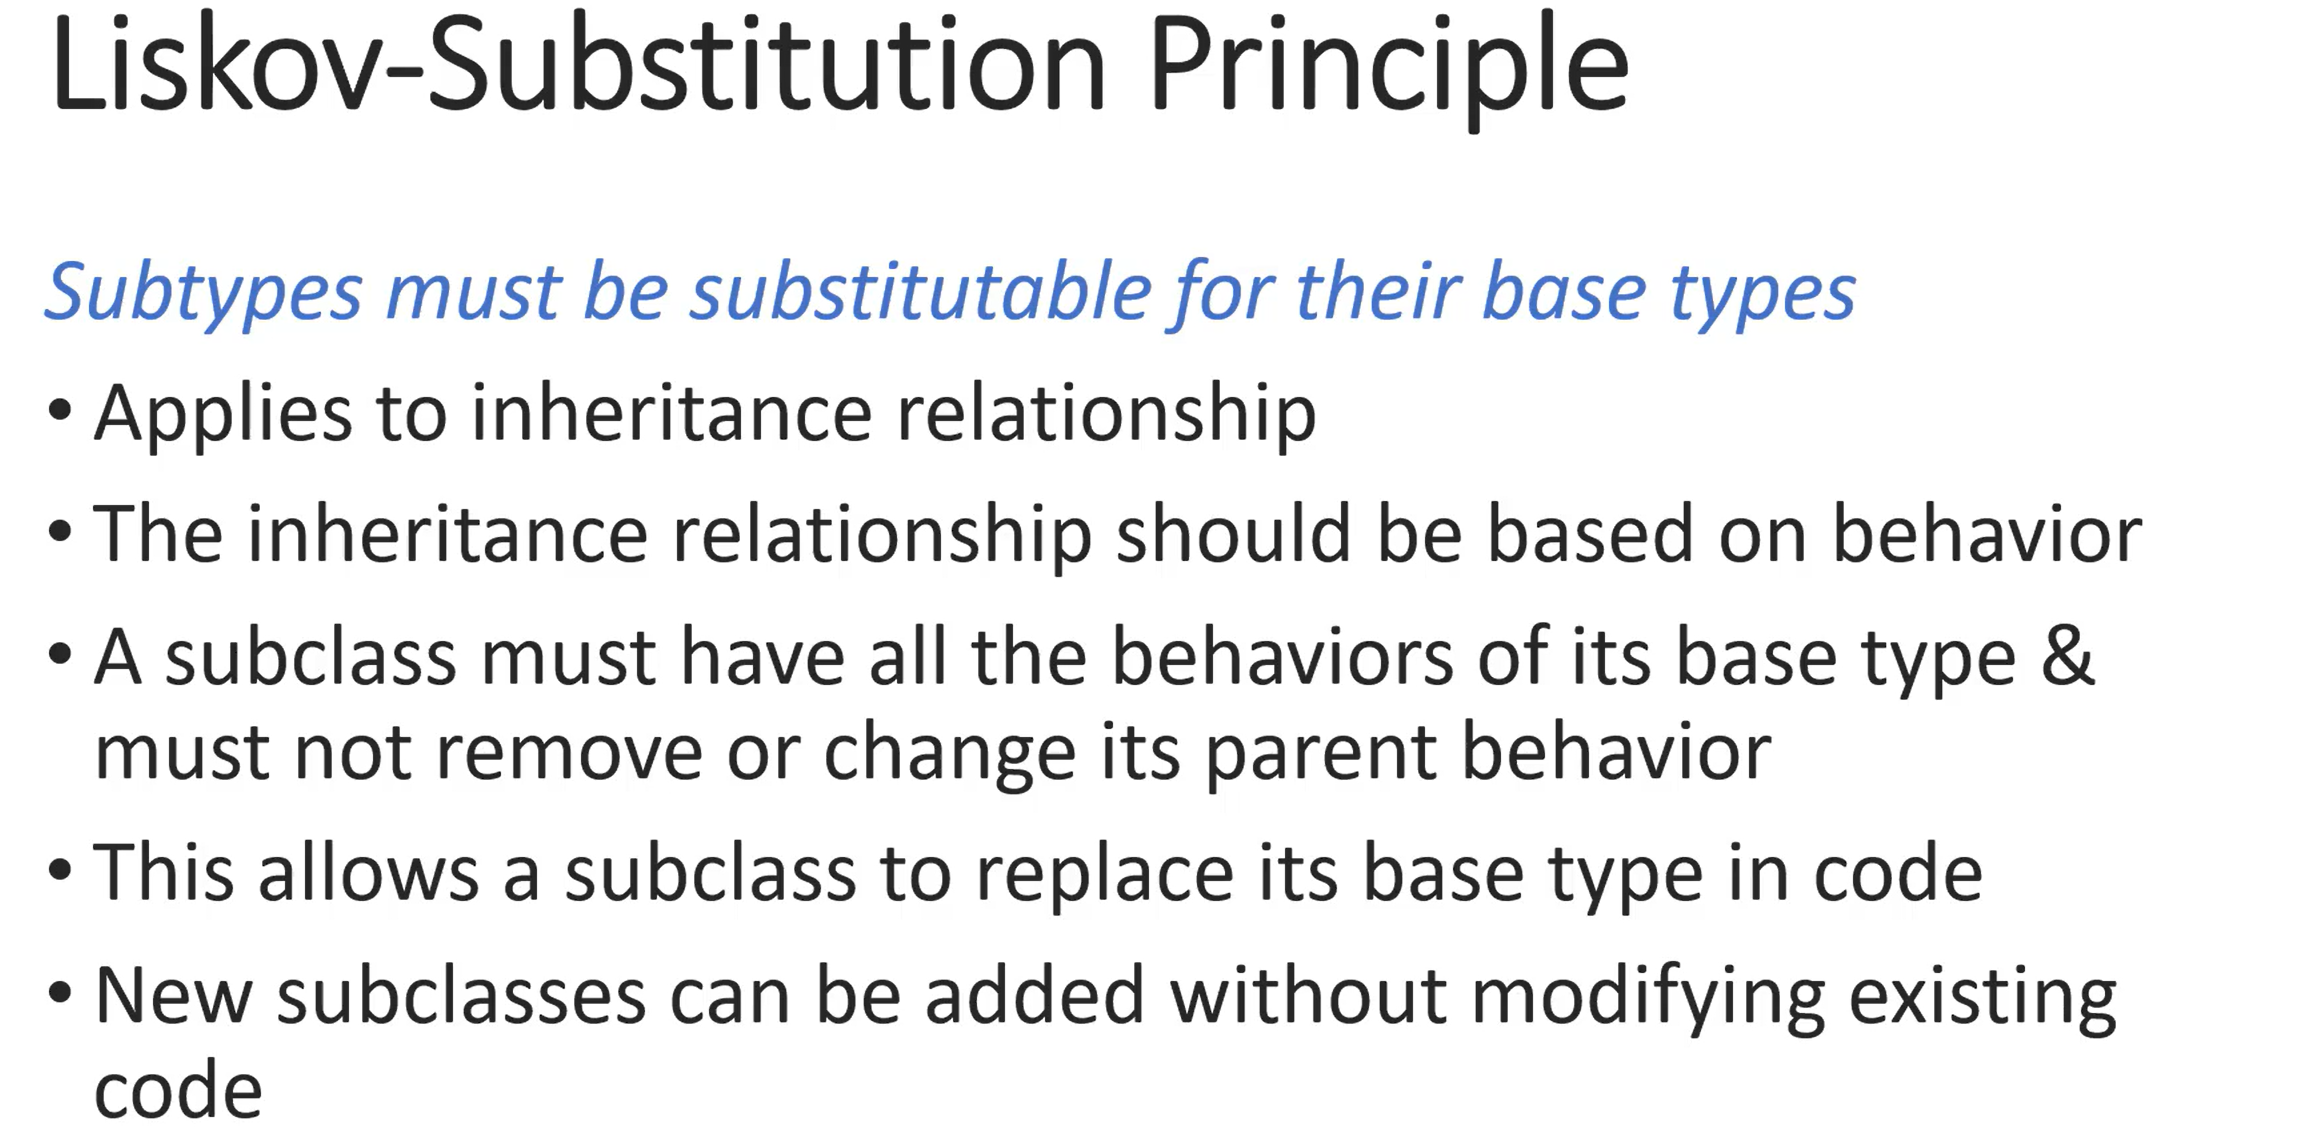 Liskov-Substitution Principle
Subtypes must be substitutable for their base types
• Applies to inheritance relationship
• The inheritance relationship should be based on behavior
• A subclass must have all the behaviors of its base type &
must not remove or change its parent behavior
• This allows a subclass to replace its base type in code
• New subclasses can be added without modifying existing
code